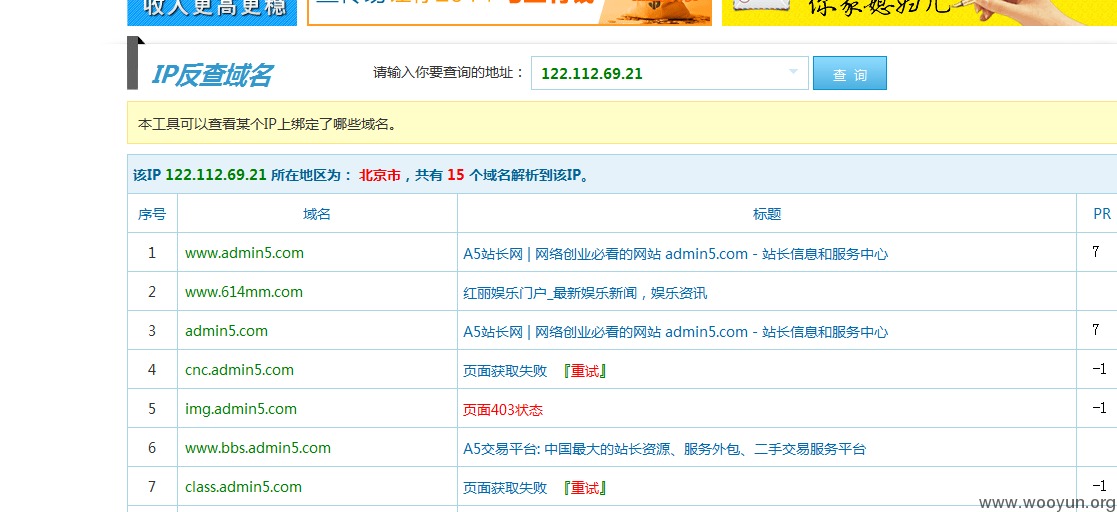 收入更高更稳
你家媳妇儿
IP反查域名 请输入你要查询的地址： 122.112.69.21 查 询
本工具可以查看某个IP上绑定了哪些域名。
该IP 122.112.69.21 所在地区为： 北京市，共有 15 个域名解析到该IP。
序号 域名 标题 PR
1 www.admin5.com A5站长网 | 网络创业必看的网站 admin5.com - 站长信息和服务中心 7
2 www.614mm.com 红丽娱乐门户_最新娱乐新闻，娱乐资讯
3 admin5.com A5站长网 | 网络创业必看的网站 admin5.com - 站长信息和服务中心 7
4 cnc.admin5.com 页面获取失败 『重试』 -1
5 img.admin5.com 页面403状态 -1
6 www.bbs.admin5.com A5交易平台: 中国最大的站长资源、服务外包、二手交易服务平台
7 class.admin5.com 页面获取失败 『重试』 -1
www.wooyun.org